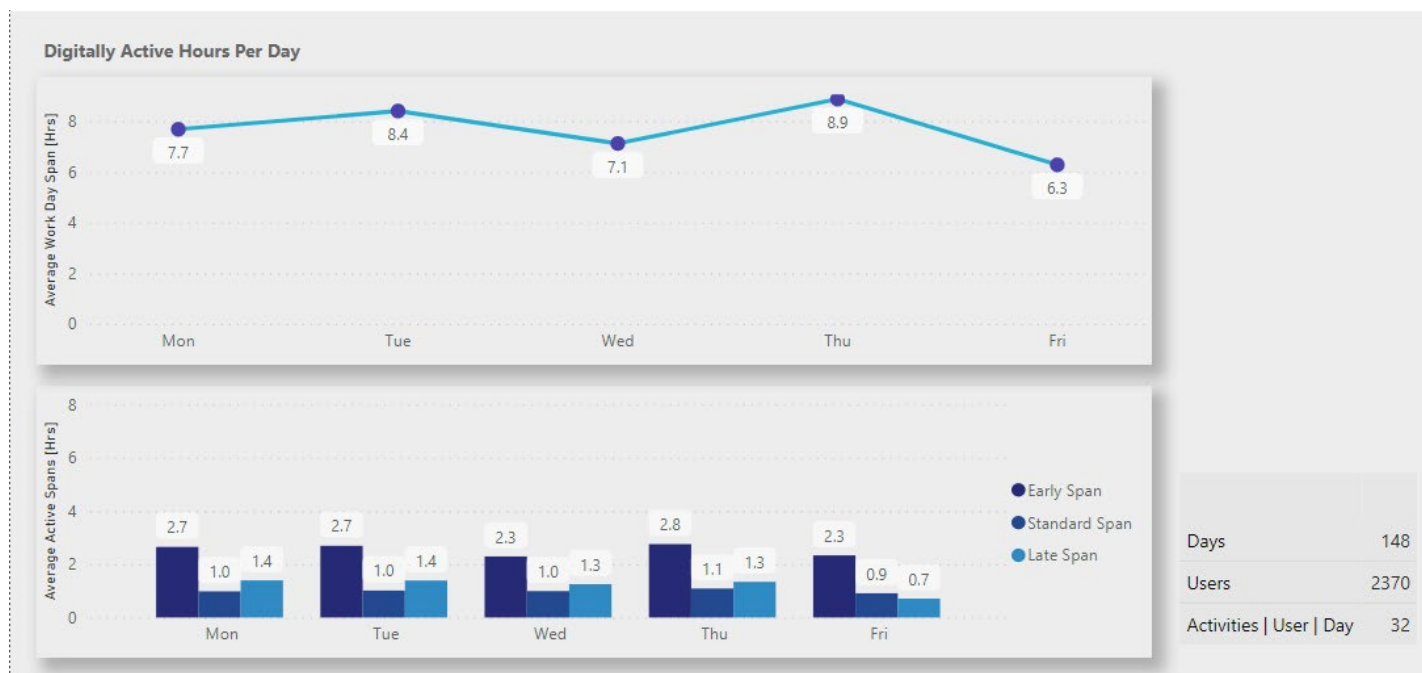 Digitally Active Hours Per Day
Average Work Day Span [Hrs]
8
6
4
2
0
7.7
8.4
7.1
8.9
6.3
Mon Tue Wed Thu Fri
Average Active Spans [Hrs]
8
6
4
2
0
2.7 1.0 1.4
2.7 1.0 1.4
2.3 1.0 1.3
2.8 1.1 1.3
2.3 0.9 0.7
Mon Tue Wed Thu Fri
Early Span
Standard Span
Late Span
Days 148
Users 2370
Activities | User | Day 32